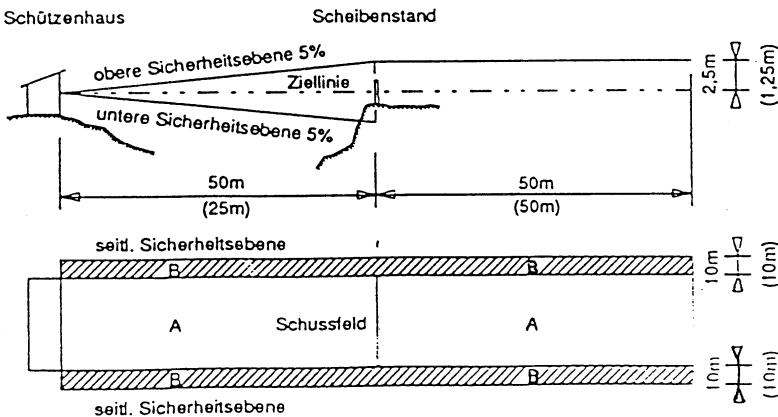 Schützenhaus
Scheibenstand
obere Sicherheitsebene 5%
Ziellinie
untere Sicherheitsebene 5%
2,5m
(1,25m)
50m
(25m)
50m
(50m)
seitl. Sicherheitsebene
B
B
10m
(10m)
A
Schussfeld
A
B
B
10m
(10m)
seitl. Sicherheitsebene